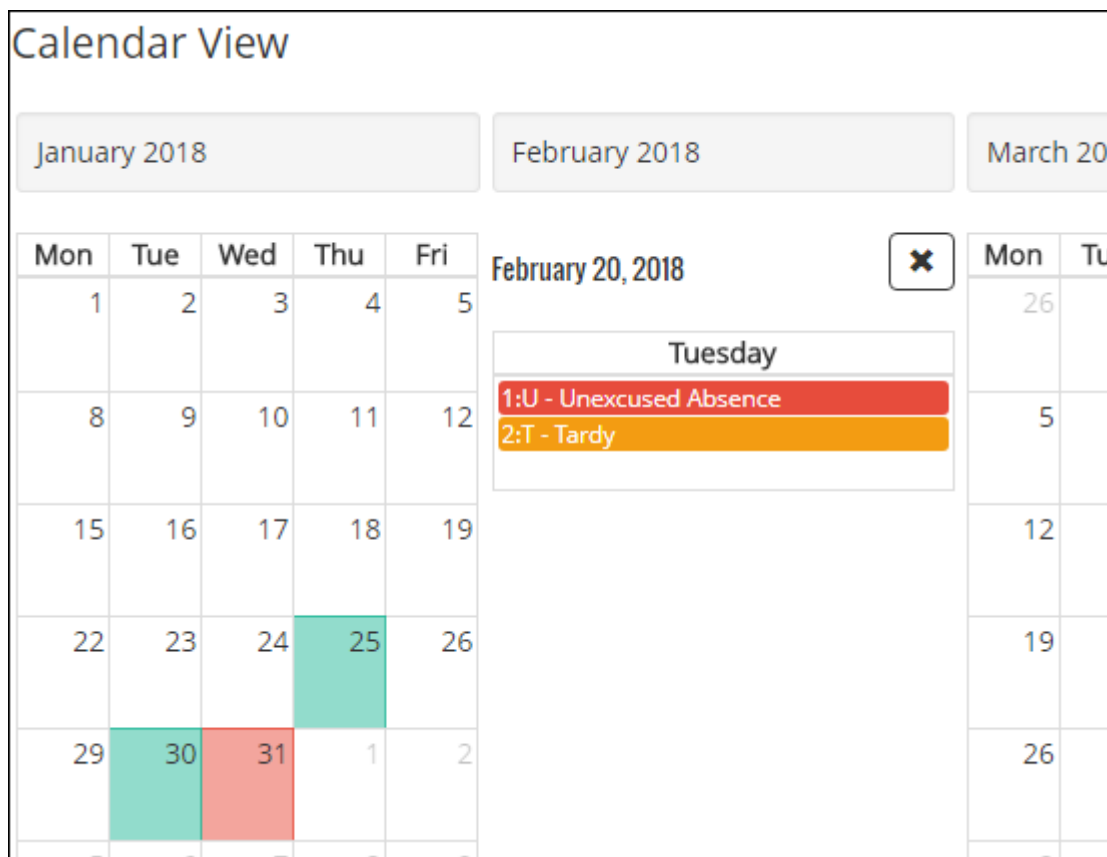 Calendar View
January 2018
February 2018
March 20
Mon Tue Wed Thu Fri
1 2 3 4 5
8 9 10 11 12
15 16 17 18 19
22 23 24 25 26
29 30 31 1 2
February 20, 2018
✖
Tuesday
1:U - Unexcused Absence
2:T - Tardy
Mon Tu
26
5
12
19
26